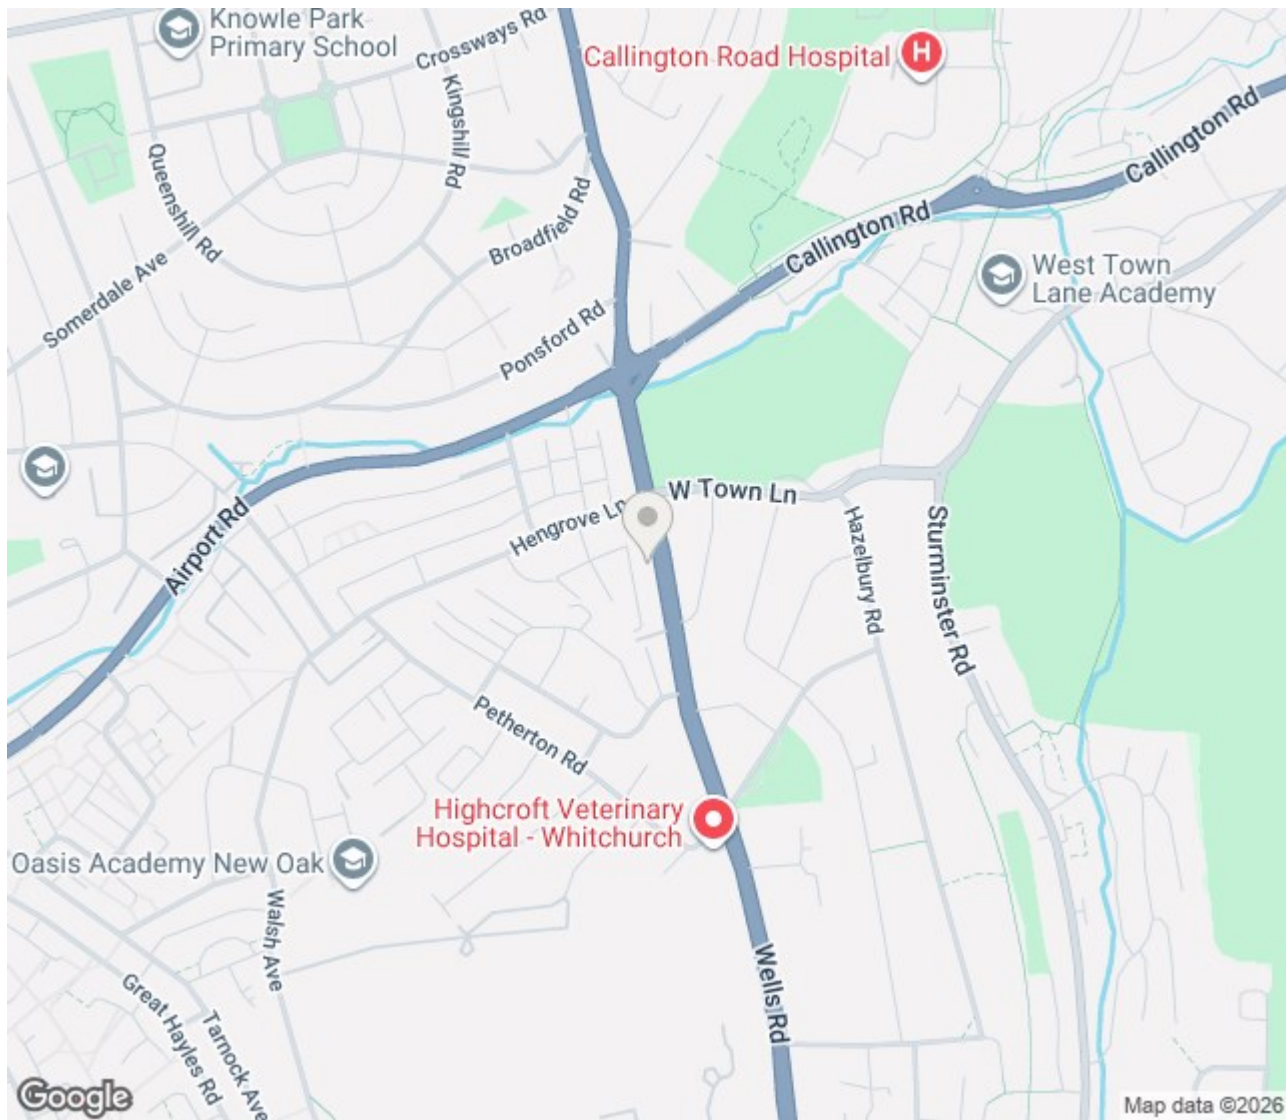 Knowle Park
Primary School
Crossways Rd
Kingshill Rd
Callington Road Hospital
H
Callington Rd
Queenshill Rd
Broadfield Rd
Callington Rd
Somerdale Ave
West Town
Lane Academy
Ponsford Rd
W Town Ln
Hengrove Ln
Airport Rd
Hazelbury Rd
Sturminster Rd
Petherton Rd
Highcroft Veterinary
Hospital - Whitchurch
Oasis Academy New Oak
Walsh Ave
Wells Rd
Great Hayles Rd
Tarnock Ave
Google
Map data ©2026